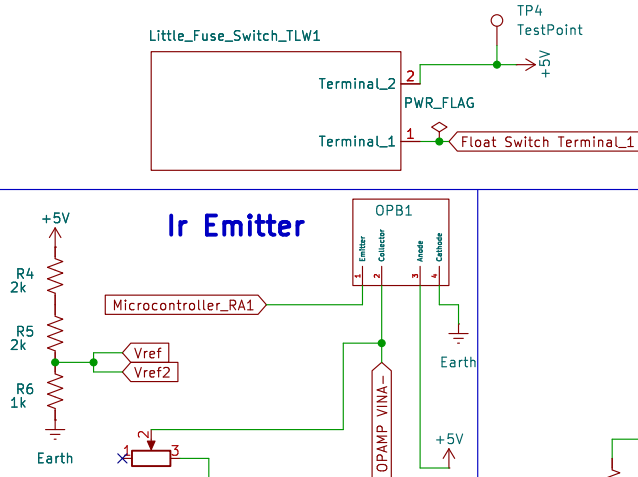 TP4
TestPoint
Little_Fuse_Switch_TLW1
+5V
Terminal_2
2
PWR_FLAG
Terminal_1
1
Float Switch Terminal_1
+5V
Ir Emitter
OPB1
Emitter
Collector
Anode
Cathode
1
2
3
4
R4
2k
Microcontroller_RA1
R5
2k
Vref
Vref2
Earth
R6
1k
OPAMP VINA-
2
+5V
1
3
Earth